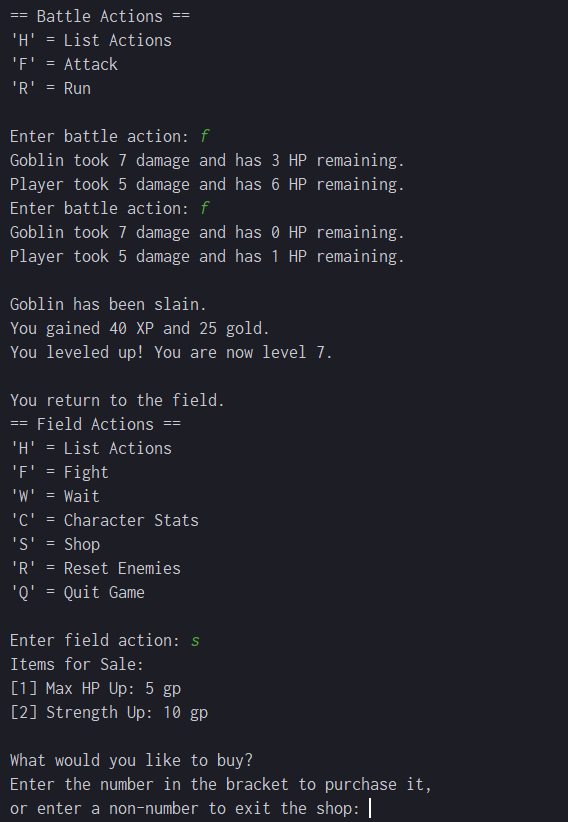 == Battle Actions ==
'H' = List Actions
'F' = Attack
'R' = Run
Enter battle action: f
Goblin took 7 damage and has 3 HP remaining.
Player took 5 damage and has 6 HP remaining.
Enter battle action: f
Goblin took 7 damage and has 0 HP remaining.
Player took 5 damage and has 1 HP remaining.
Goblin has been slain.
You gained 40 XP and 25 gold.
You leveled up! You are now level 7.
You return to the field.
== Field Actions ==
'H' = List Actions
'F' = Fight
'W' = Wait
'C' = Character Stats
'S' = Shop
'R' = Reset Enemies
'Q' = Quit Game
Enter field action: s
Items for Sale:
[1] Max HP Up: 5 gp
[2] Strength Up: 10 gp
What would you like to buy?
Enter the number in the bracket to purchase it,
or enter a non-number to exit the shop: